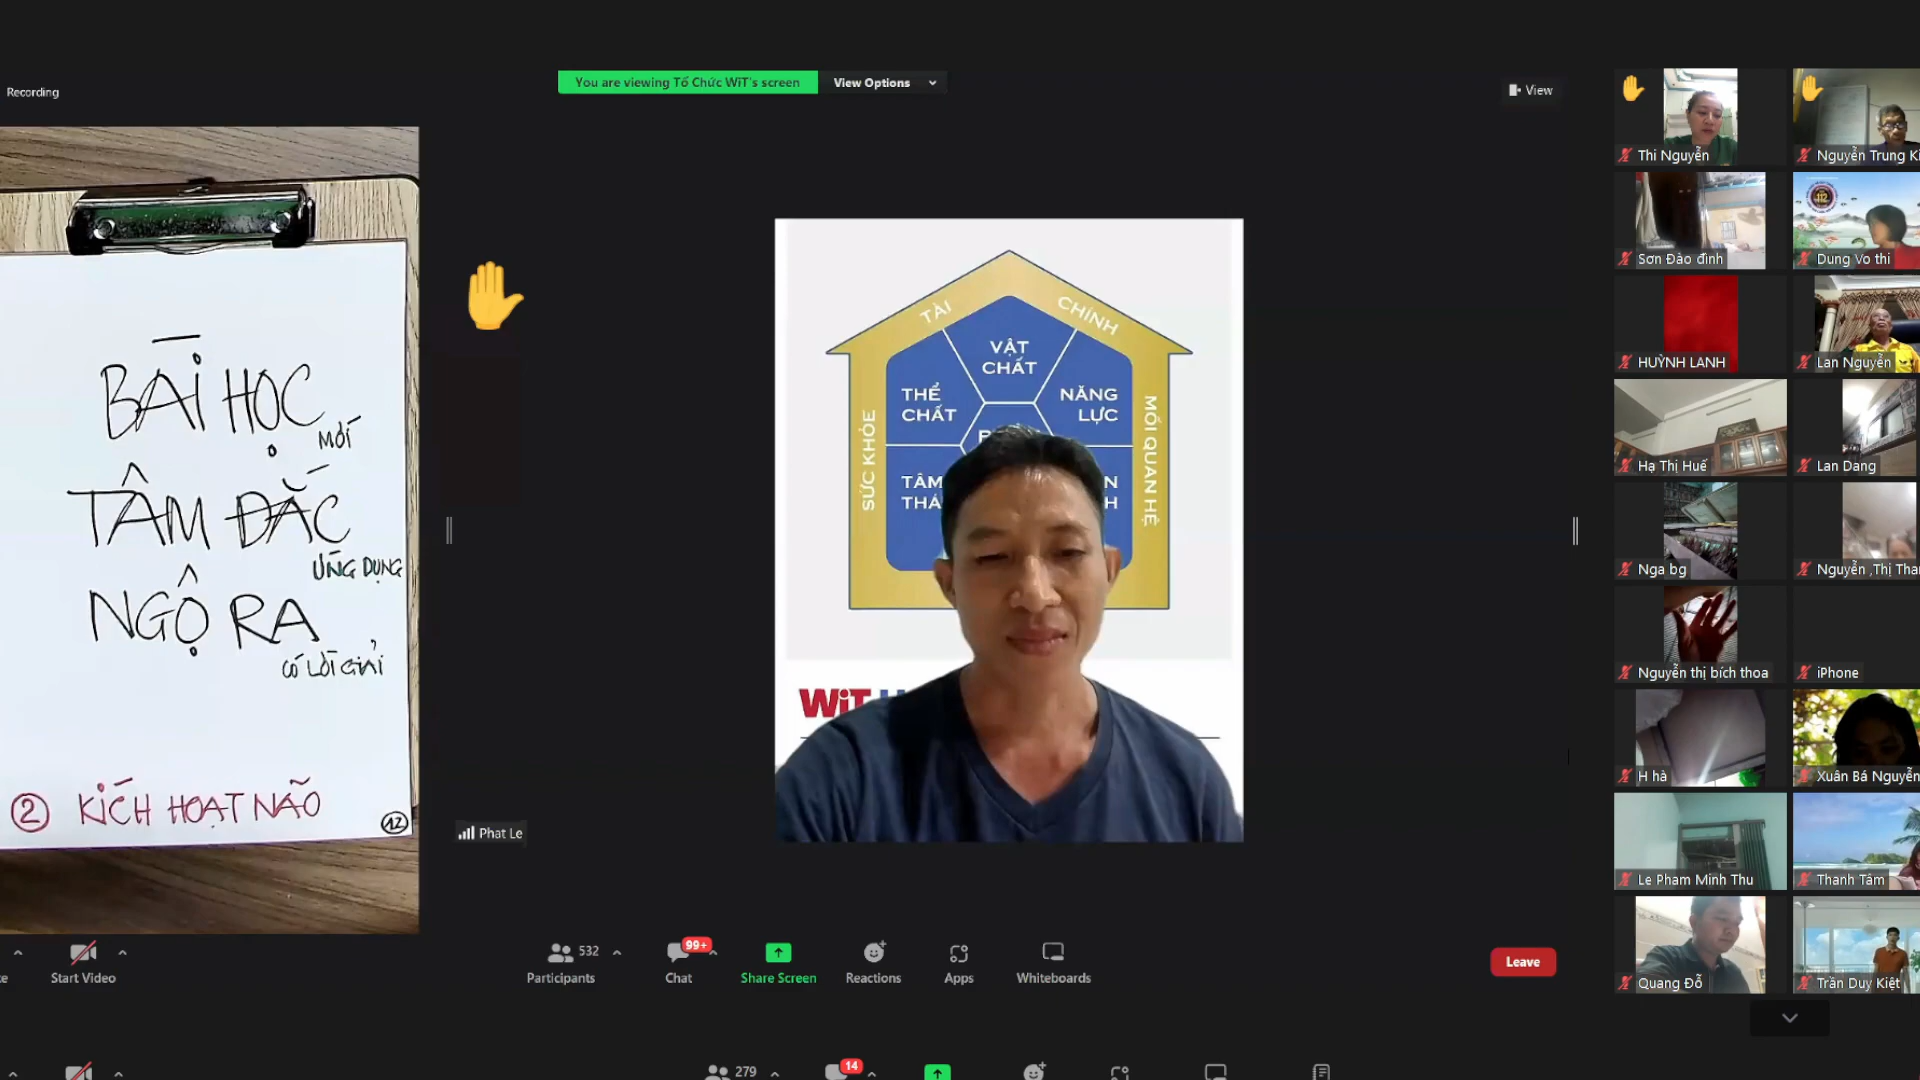 You are viewing Tổ Chức WiT's screen
View Options
Recording
View
BÀI HỌC
MỚI
TÂM ĐẮC
ỨNG DỤNG
NGỘ RA
CÓ LỜI GIẢI
② KÍCH HOẠT NÃO
12
TÀI CHÍNH
VẬT
CHẤT
THỂ
CHẤT
NĂNG
LỰC
SỨC KHỎE
MỐI QUAN HỆ
TÂM
WiT
Phat Le
Thi Nguyễn
Nguyễn Trung Ki
Sơn Đào đình
Dung Vo thi
HUỲNH LANH
Lan Nguyễn
Hạ Thị Huế
Lan Dang
Nga bg
Nguyễn ,Thị Tha
Nguyễn thị bích thoa
iPhone
H hà
Xuân Bá Nguyễn
Le Pham Minh Thu
Thanh Tâm
Quang Đỗ
Trần Duy Kiệt
Start Video
532
Participants
99+
Chat
Share Screen
Reactions
Apps
Whiteboards
Leave
279
14